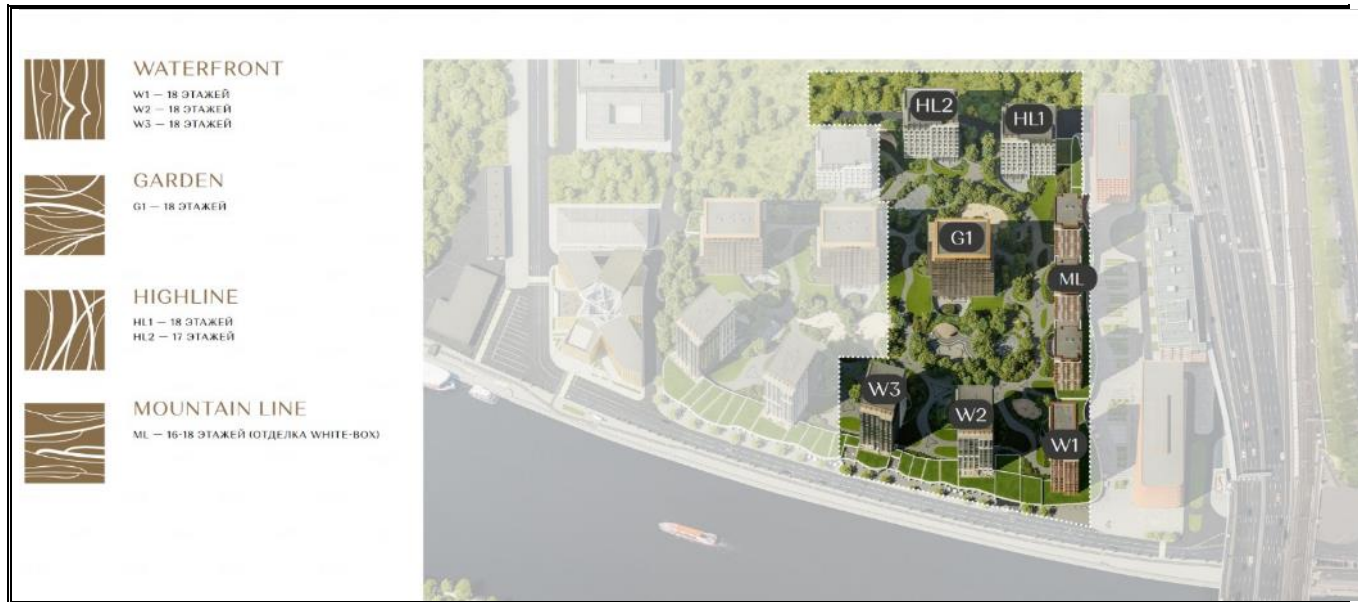 WATERFRONT
W1 — 18 ЭТАЖЕЙ
W2 — 18 ЭТАЖЕЙ
W3 — 18 ЭТАЖЕЙ
GARDEN
G1 — 18 ЭТАЖЕЙ
HIGHLINE
HL1 — 18 ЭТАЖЕЙ
HL2 — 17 ЭТАЖЕЙ
MOUNTAIN LINE
ML — 16-18 ЭТАЖЕЙ (ОТДЕЛКА WHITE-BOX)
HL2
HL1
G1
ML
W3
W2
W1